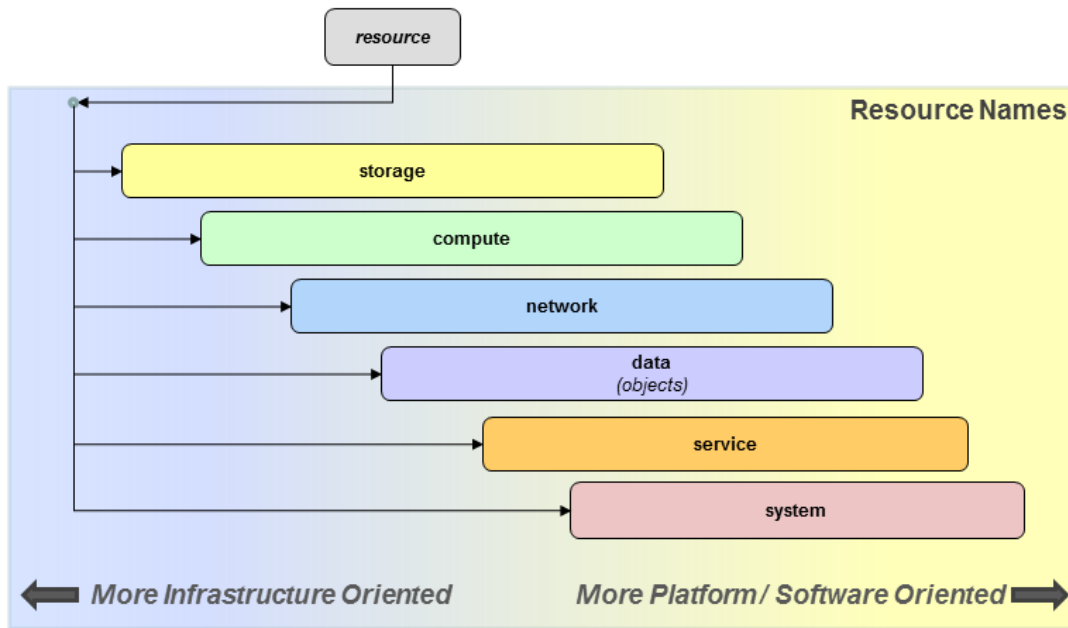 resource
Resource Names
storage
compute
network
data
(objects)
service
system
More Infrastructure Oriented
More Platform / Software Oriented